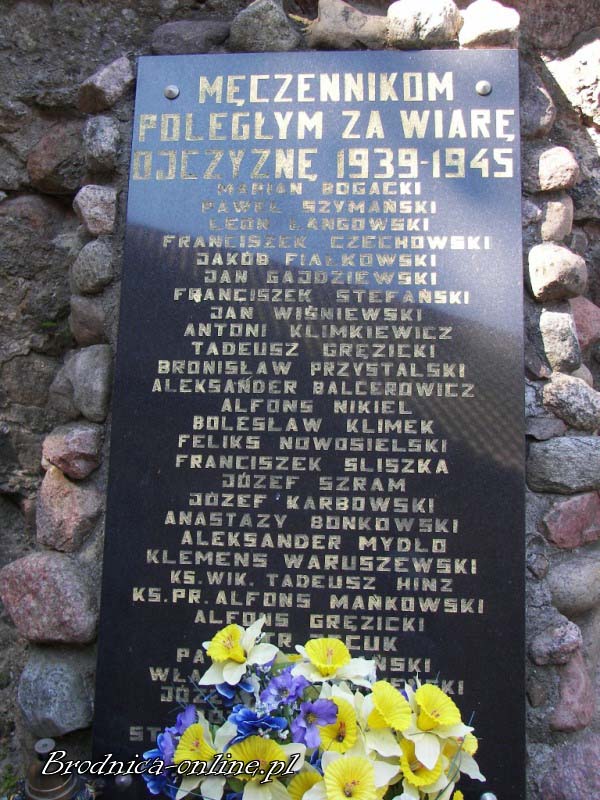 MĘCZENNIKOM
POLEGŁYM ZA WIARĘ
OJCZYZNĘ 1939-1945
MARIAN BOGACKI
PAWEŁ SZYMAŃSKI
LEON LANGOWSKI
FRANCISZEK CZECHOWSKI
JAKÓB FIAŁKOWSKI
JAN GAJDZIEWSKI
FRANCISZEK STEFAŃSKI
JAN WIŚNIEWSKI
ANTONI KLIMKIEWICZ
TADEUSZ GRĘZICKI
BRONISŁAW PRZYSTALSKI
ALEKSANDER BALCEROWICZ
ALFONS NIKIEL
BOLESŁAW KLIMEK
FELIKS NOWOSIELSKI
FRANCISZEK ŚLISZKA
JÓZEF SZRAM
JÓZEF KARBOWSKI
ANASTAZY BONKOWSKI
ALEKSANDER MYDŁO
KLEMENS WARUSZEWSKI
KS. WIK. TADEUSZ HINZ
KS. PR. ALFONS MAŃKOWSKI
ALFONS GRĘZICKI
Brodnica-online.pl